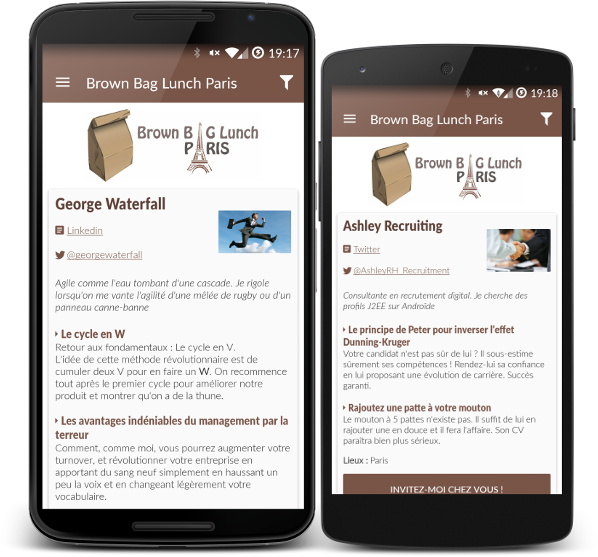 19:17
Brown Bag Lunch Paris
Brown B G Lunch
P RIS
George Waterfall
Linkedin
@georgewaterfall
Agile comme l'eau tombant d'une cascade. Je rigole
lorsqu'on me vante l'agilité d'une mêlée de rugby ou d'un
panneau canne-banne
Le cycle en W
Retour aux fondamentaux : Le cycle en V.
L'idée de cette méthode révolutionnaire est de
cumuler deux V pour en faire un W. On recommence
tout après le premier cycle pour améliorer notre
produit et montrer qu'on a de la thune.
Les avantages indéniables du management par la
terreur
Comment, comme moi, vous pourrez augmenter votre
turnover, et révolutionner votre entreprise en
apportant du sang neuf simplement en haussant un
peu la voix et en changeant légèrement votre
vocabulaire.
19:18
Brown Bag Lunch Paris
Brown B G Lunch
P RIS
Ashley Recruiting
Twitter
@AshleyRH_Recruitment
Consultante en recrutement digital. Je cherche des
profils J2EE sur Androïde
Le principe de Peter pour inverser l'effet
Dunning-Kruger
Votre candidat n'est pas sûr de lui ? Il sous-estime
sûrement ses compétences ! Rendez-lui sa confiance
en lui proposant une évolution de carrière. Succès
garanti.
Rajoutez une patte à votre mouton
Le mouton à 5 pattes n'existe pas. Il suffit de lui en
rajouter une en douce et il fera l'affaire. Son CV
paraitra bien plus sérieux.
Lieux : Paris
INVITEZ-MOI CHEZ VOUS !